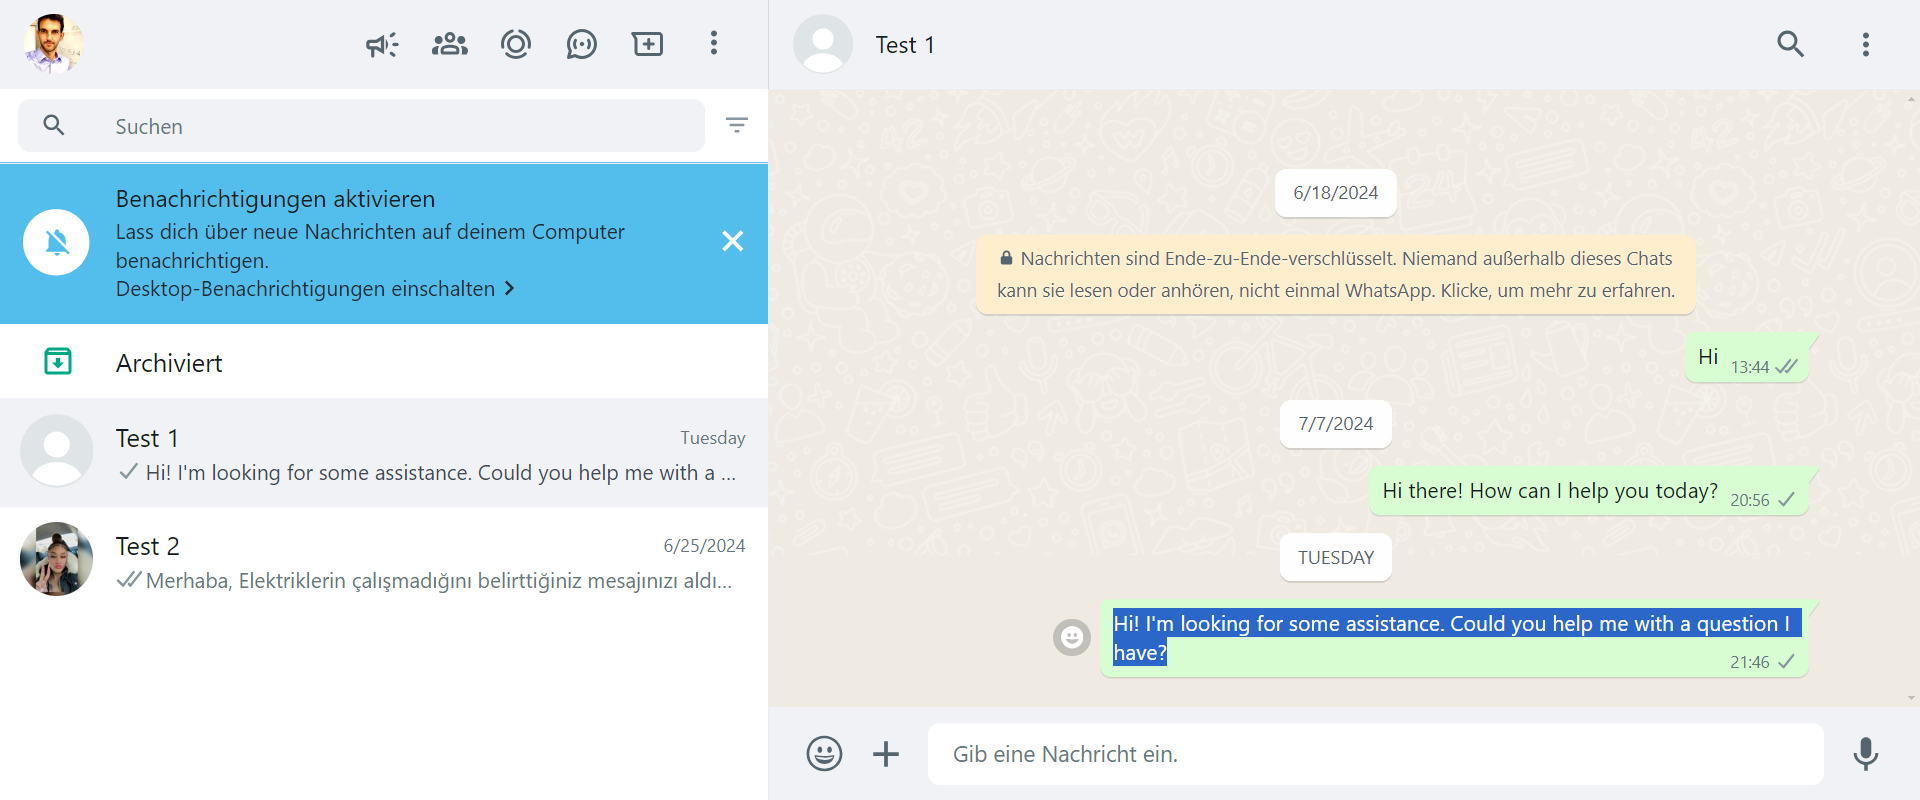 Suchen
Benachrichtigungen aktivieren
Lass dich über neue Nachrichten auf deinem Computer
benachrichtigen.
Desktop-Benachrichtigungen einschalten
Archiviert
Test 1
Tuesday
Hi! I'm looking for some assistance. Could you help me with a ...
Test 2
6/25/2024
Merhaba, Elektriklerin çalışmadığını belirttiğiniz mesajınızı aldı...
Test 1
6/18/2024
Nachrichten sind Ende-zu-Ende-verschlüsselt. Niemand außerhalb dieses Chats
kann sie lesen oder anhören, nicht einmal WhatsApp. Klicke, um mehr zu erfahren.
Hi
13:44
7/7/2024
Hi there! How can I help you today?
20:56
TUESDAY
Hi! I'm looking for some assistance. Could you help me with a question I
have?
21:46
Gib eine Nachricht ein.